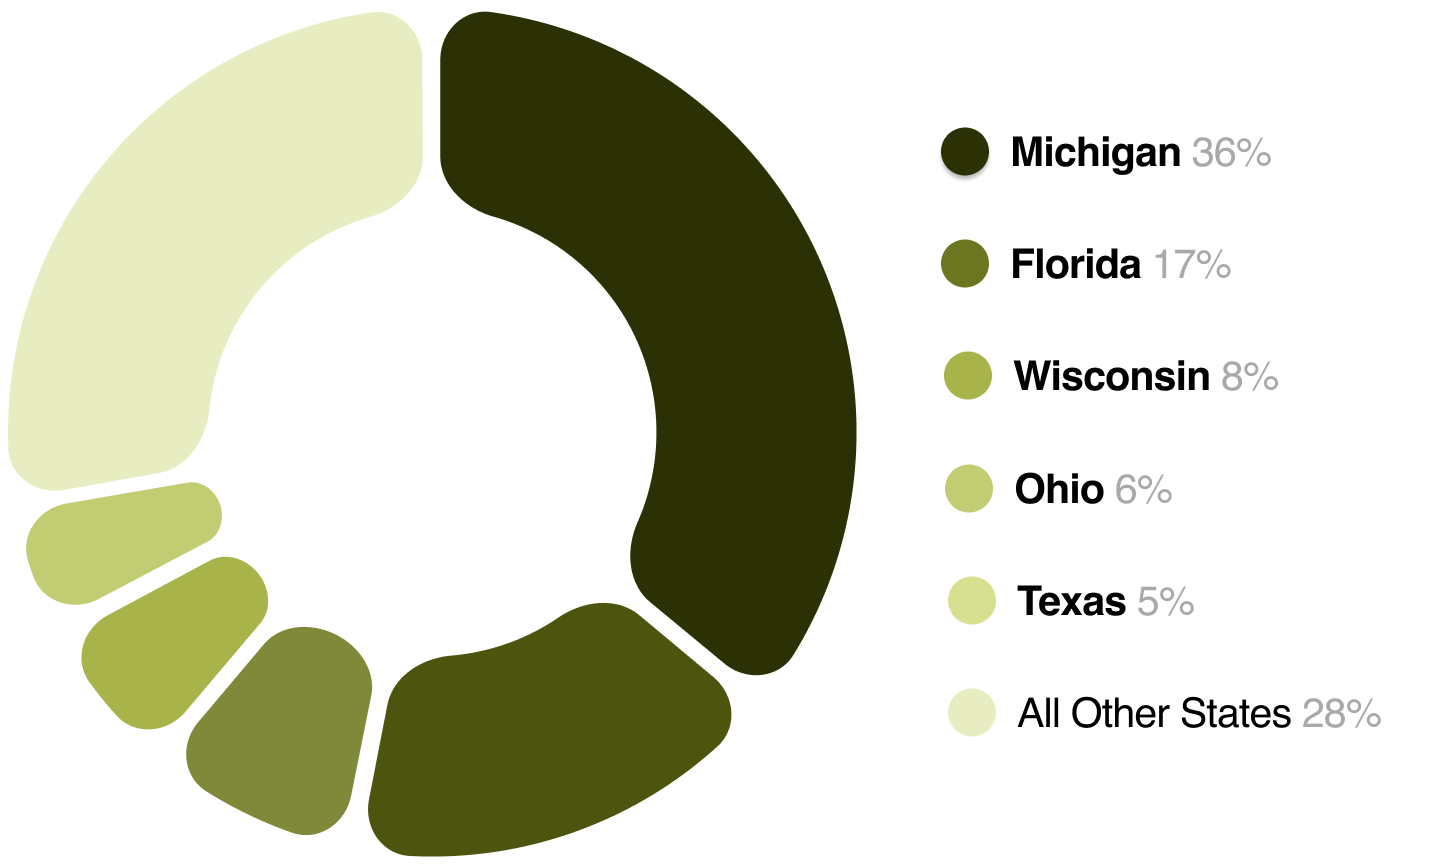 Michigan 36%
Florida 17%
Wisconsin 8%
Ohio 6%
Texas 5%
All Other States 28%